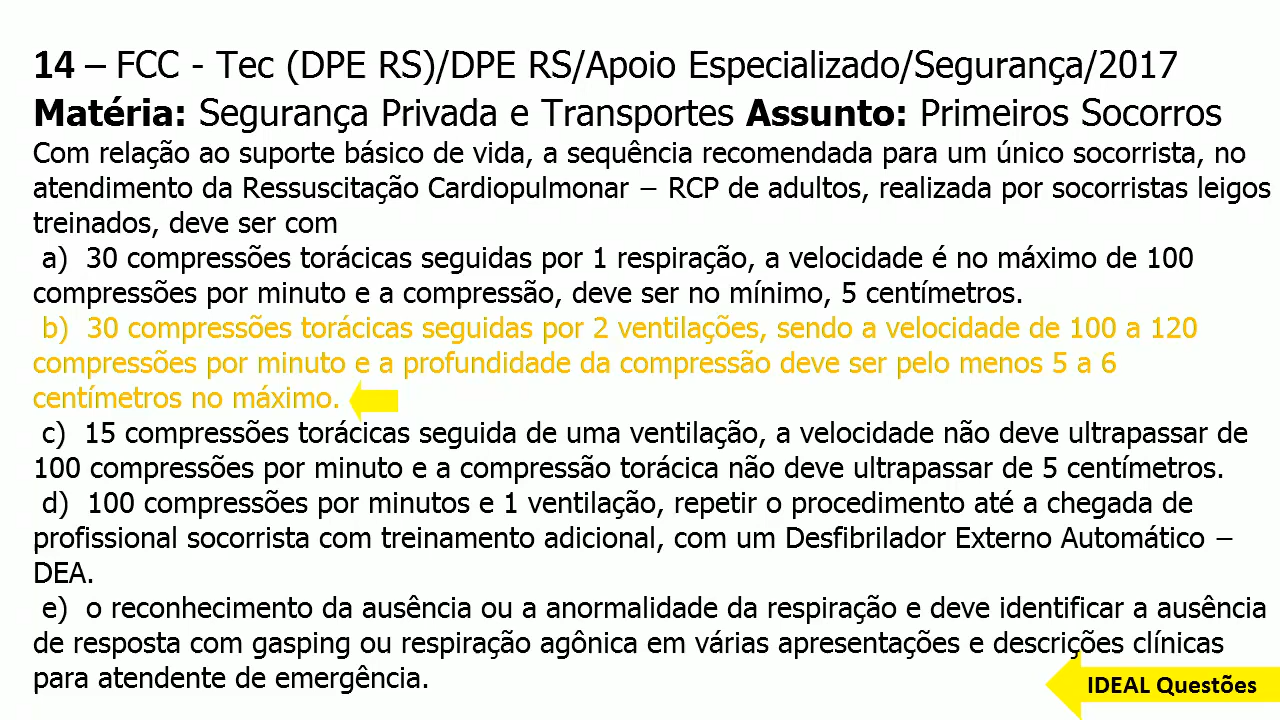 14 – FCC - Tec (DPE RS)/DPE RS/Apoio Especializado/Segurança/2017
Matéria: Segurança Privada e Transportes Assunto: Primeiros Socorros
Com relação ao suporte básico de vida, a sequência recomendada para um único socorrista, no
atendimento da Ressuscitação Cardiopulmonar − RCP de adultos, realizada por socorristas leigos
treinados, deve ser com
a) 30 compressões torácicas seguidas por 1 respiração, a velocidade é no máximo de 100
compressões por minuto e a compressão, deve ser no mínimo, 5 centímetros.
b) 30 compressões torácicas seguidas por 2 ventilações, sendo a velocidade de 100 a 120
compressões por minuto e a profundidade da compressão deve ser pelo menos 5 a 6
centímetros no máximo.
c) 15 compressões torácicas seguida de uma ventilação, a velocidade não deve ultrapassar de
100 compressões por minuto e a compressão torácica não deve ultrapassar de 5 centímetros.
d) 100 compressões por minutos e 1 ventilação, repetir o procedimento até a chegada de
profissional socorrista com treinamento adicional, com um Desfibrilador Externo Automático −
DEA.
e) o reconhecimento da ausência ou a anormalidade da respiração e deve identificar a ausência
de resposta com gasping ou respiração agônica em várias apresentações e descrições clínicas
para atendente de emergência.
IDEAL Questões